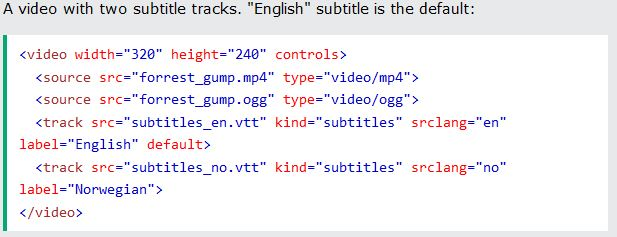 A video with two subtitle tracks. "English" subtitle is the default:
<video width="320" height="240" controls>
  <source src="forrest_gump.mp4" type="video/mp4">
  <source src="forrest_gump.ogg" type="video/ogg">
  <track src="subtitles_en.vtt" kind="subtitles" srclang="en"
label="English" default>
  <track src="subtitles_no.vtt" kind="subtitles" srclang="no"
label="Norwegian">
</video>